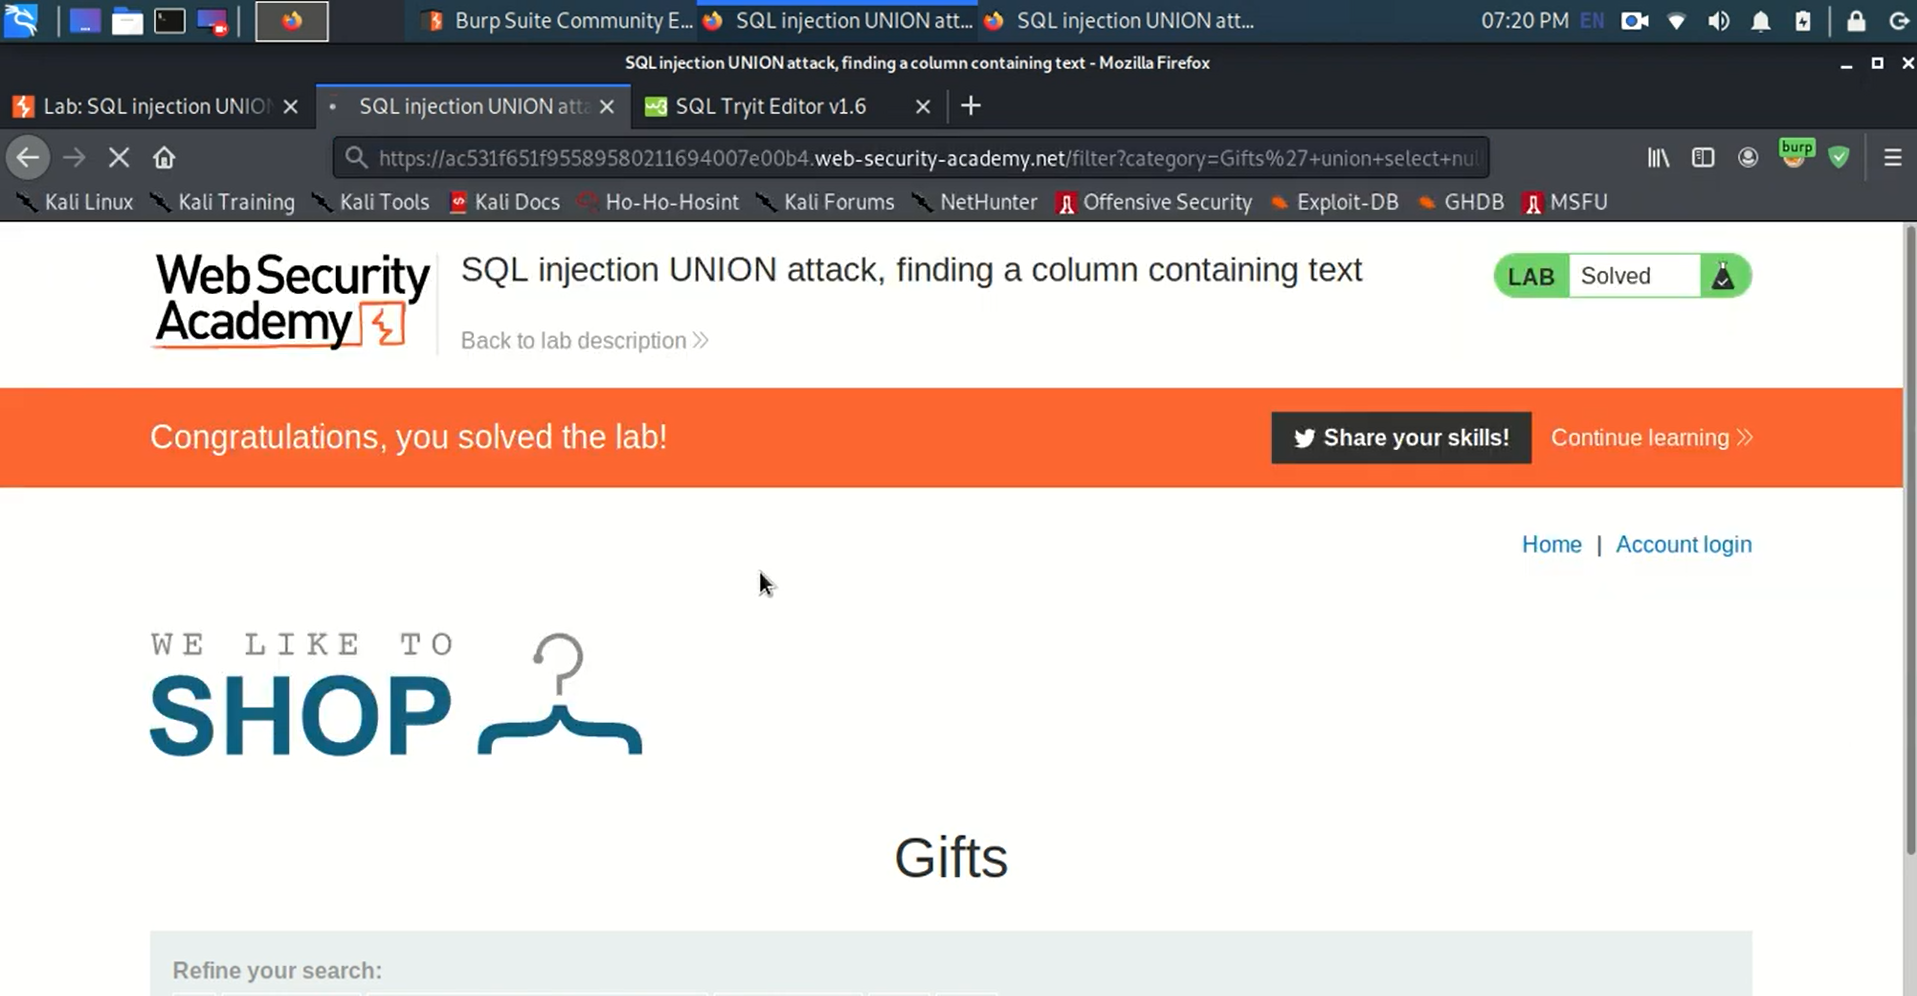 Burp Suite Community E... SQL injection UNION att... SQL injection UNION att... 07:20 PM EN
SQL injection UNION attack, finding a column containing text - Mozilla Firefox
Lab: SQL injection UNION SQL injection UNION atta SQL Tryit Editor v1.6
https://ac531f651f95589580211694007e00b4.web-security-academy.net/filter?category=Gifts%27+union+select+nul burp
Kali Linux Kali Training Kali Tools Kali Docs Ho-Ho-Hosint Kali Forums NetHunter Offensive Security Exploit-DB GHDB MSFU
Web Security
Academy
SQL injection UNION attack, finding a column containing text
LAB Solved
Back to lab description
Congratulations, you solved the lab! Share your skills! Continue learning
Home | Account login
WE LIKE TO
SHOP
Gifts
Refine your search: